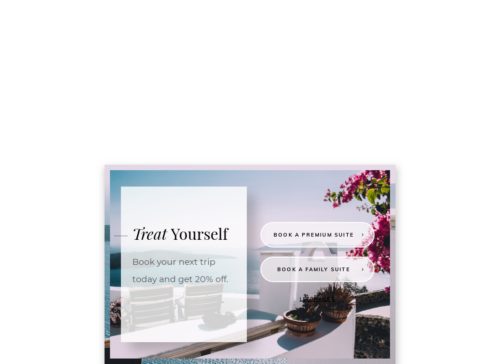 Treat Yourself
Book your next trip
today and get 20% off.
BOOK A PREMIUM SUITE ›
BOOK A FAMILY SUITE ›